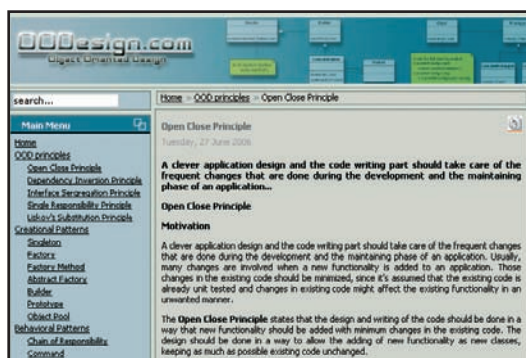 OODesign.com
Object Oriented Design
search...
Home » OOD principles » Open Close Principle
Main Menu
Home
OOD principles
Open Close Principle
Dependency Inversion Principle
Interface Segregation Principle
Single Responsibility Principle
Liskov's Substitution Principle
Creational Patterns
Singleton
Factory
Factory Method
Abstract Factory
Builder
Prototype
Object Pool
Behavioral Patterns
Chain of Responsibility
Command
Open Close Principle
Tuesday, 27 June 2006
A clever application design and the code writing part should take care of the
frequent changes that are done during the development and the maintaining
phase of an application...
Open Close Principle
Motivation
A clever application design and the code writing part should take care of the frequent changes
that are done during the development and the maintaining phase of an application. Usually,
many changes are involved when a new functionality is added to an application. Those
changes in the existing code should be minimized, since it's assumed that the existing code is
already unit tested and changes in existing code might affect the existing functionality in an
unwanted manner.
The Open Close Principle states that the design and writing of the code should be done in a
way that new functionality should be added with minimum changes in the existing code. The
design should be done in a way to allow the adding of new functionality as new classes,
keeping as much as possible existing code unchanged.